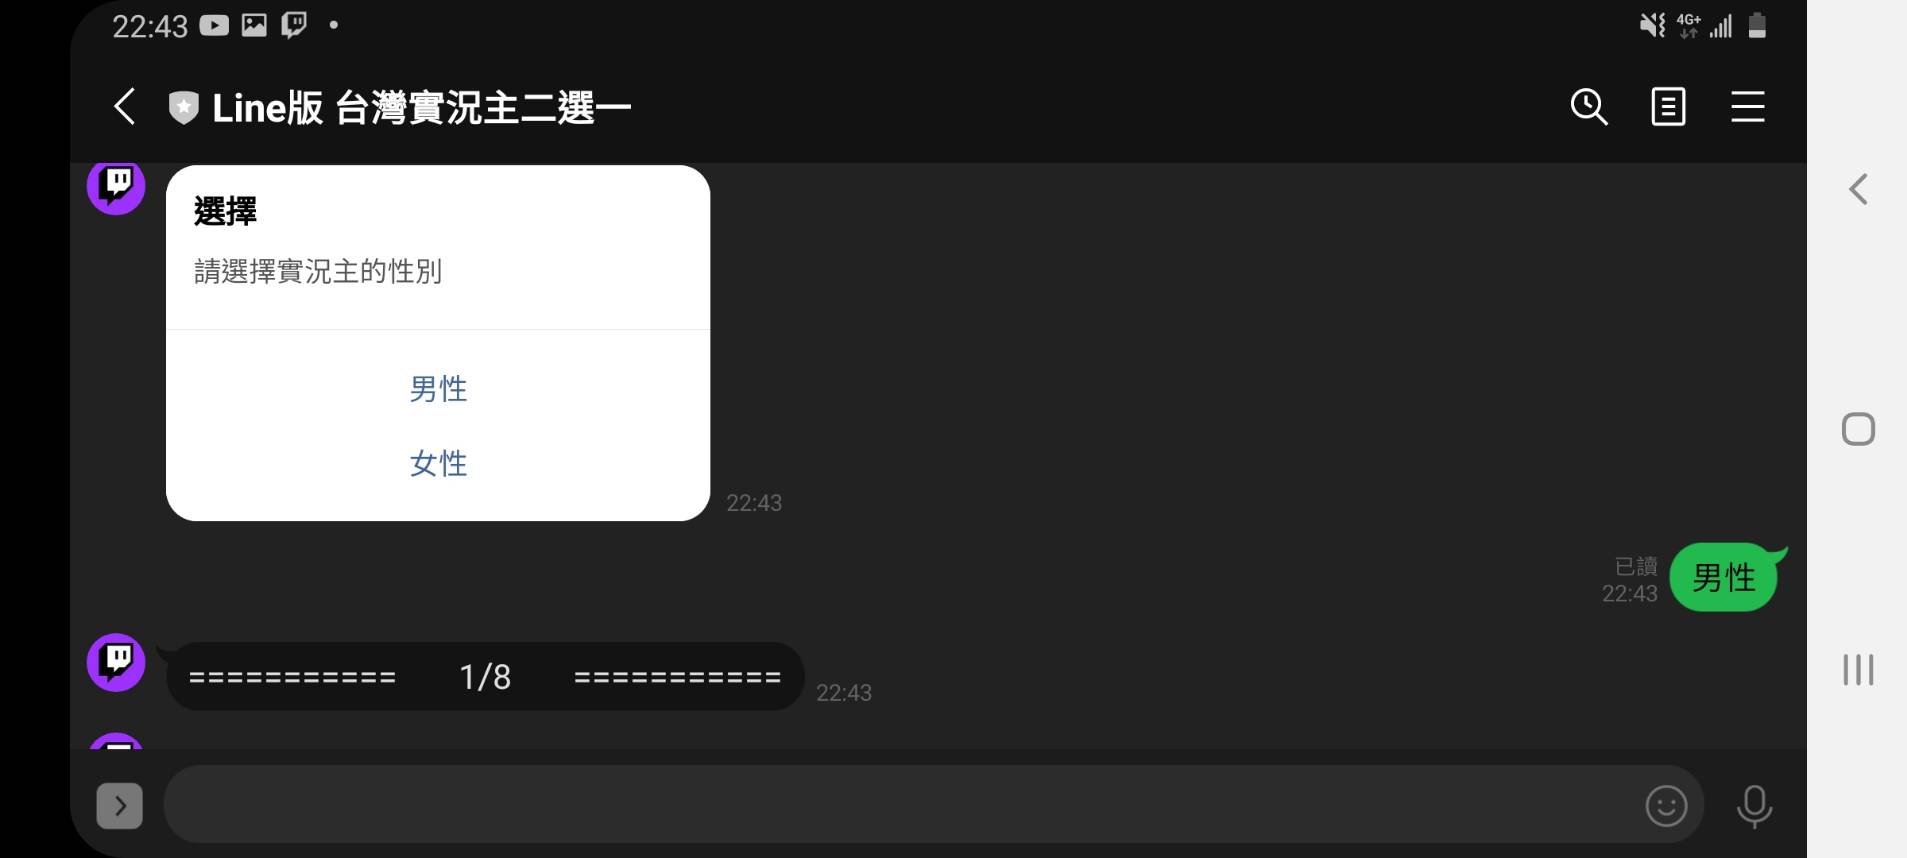 22:43
4G+
Line版 台灣實況主二選一
選擇
請選擇實況主的性別
男性
女性
22:43
已讀
22:43
男性
=========== 1/8 ===========
22:43